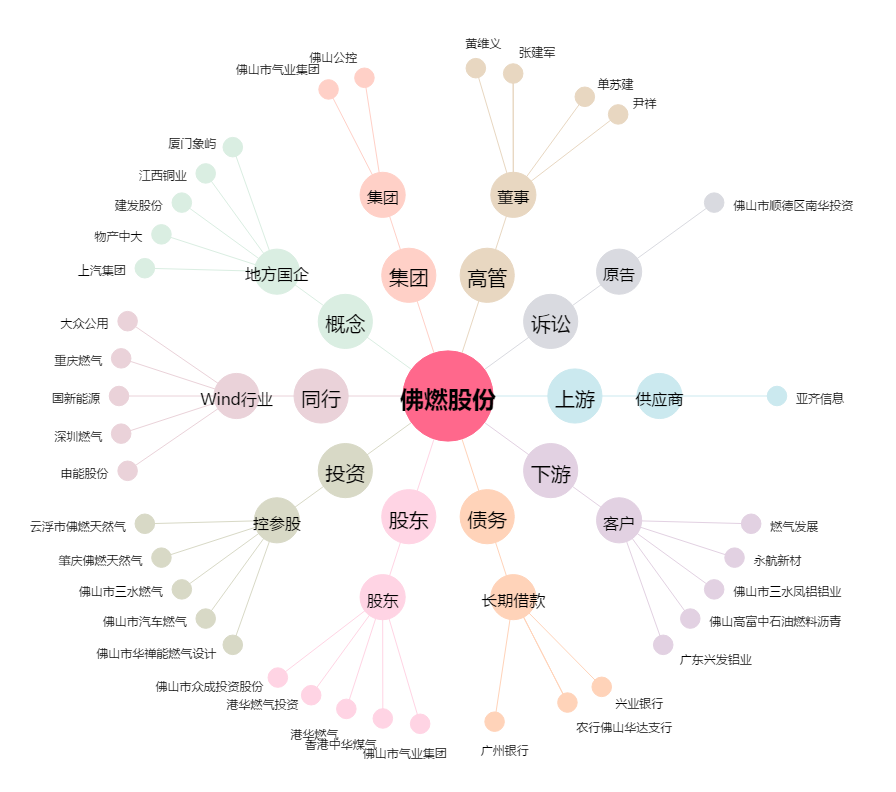 黄维义
张建军
佛山公控
佛山市气业集团
单苏建
尹祥
厦门象屿
江西铜业
集团
董事
建发股份
佛山市顺德区南华投资
物产中大
上汽集团
地方国企
集团
高管
原告
概念
诉讼
大众公用
重庆燃气
国新能源
Wind行业
同行
佛燃股份
上游
供应商
亚齐信息
深圳燃气
申能股份
投资
下游
云浮市佛燃天然气
控参股
股东
债务
客户
燃气发展
肇庆佛燃天然气
永航新材
佛山市三水燃气
股东
长期借款
佛山市三水凤铝铝业
佛山市汽车燃气
佛山高富中石油燃料沥青
佛山市华禅能燃气设计
广东兴发铝业
佛山市众成投资股份
港华燃气投资
兴业银行
港华燃气
农行佛山华达支行
香港中华煤气
佛山市气业集团
广州银行